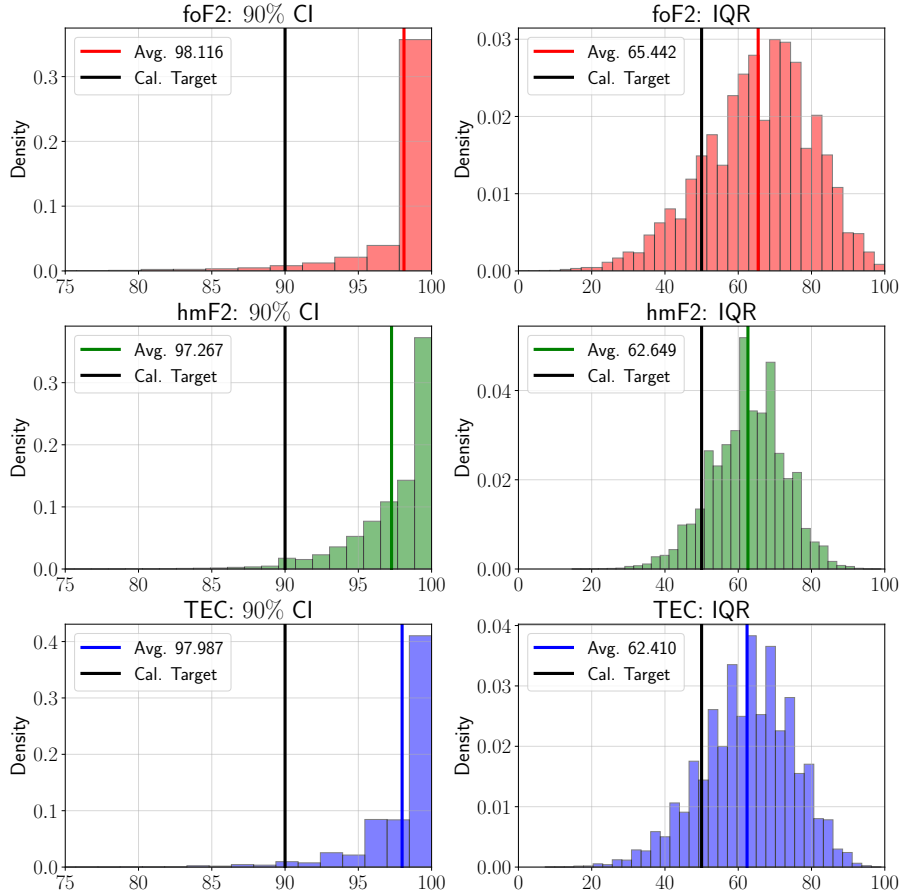 foF2: 90% CI
Avg. 98.116
Cal. Target
Density
0.3
0.2
0.1
0.0
75 80 85 90 95 100
foF2: IQR
Avg. 65.442
Cal. Target
Density
0.03
0.02
0.01
0.00
0 20 40 60 80 100
hmF2: 90% CI
Avg. 97.267
Cal. Target
Density
0.3
0.2
0.1
0.0
75 80 85 90 95 100
hmF2: IQR
Avg. 62.649
Cal. Target
Density
0.04
0.02
0.00
0 20 40 60 80 100
TEC: 90% CI
Avg. 97.987
Cal. Target
Density
0.4
0.3
0.2
0.1
0.0
75 80 85 90 95 100
TEC: IQR
Avg. 62.410
Cal. Target
Density
0.04
0.03
0.02
0.01
0.00
0 20 40 60 80 100